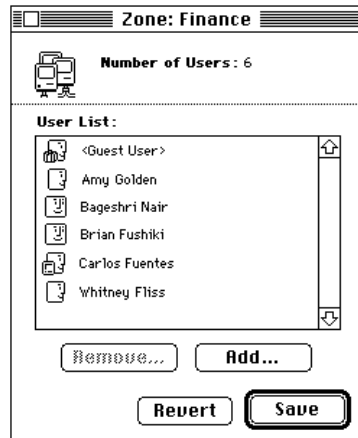 Zone: Finance
Number of Users: 6
User List:
<Guest User>
Amy Golden
Bageshri Nair
Brian Fushiki
Carlos Fuentes
Whitney Fliss
Remove... Add...
Revert Save